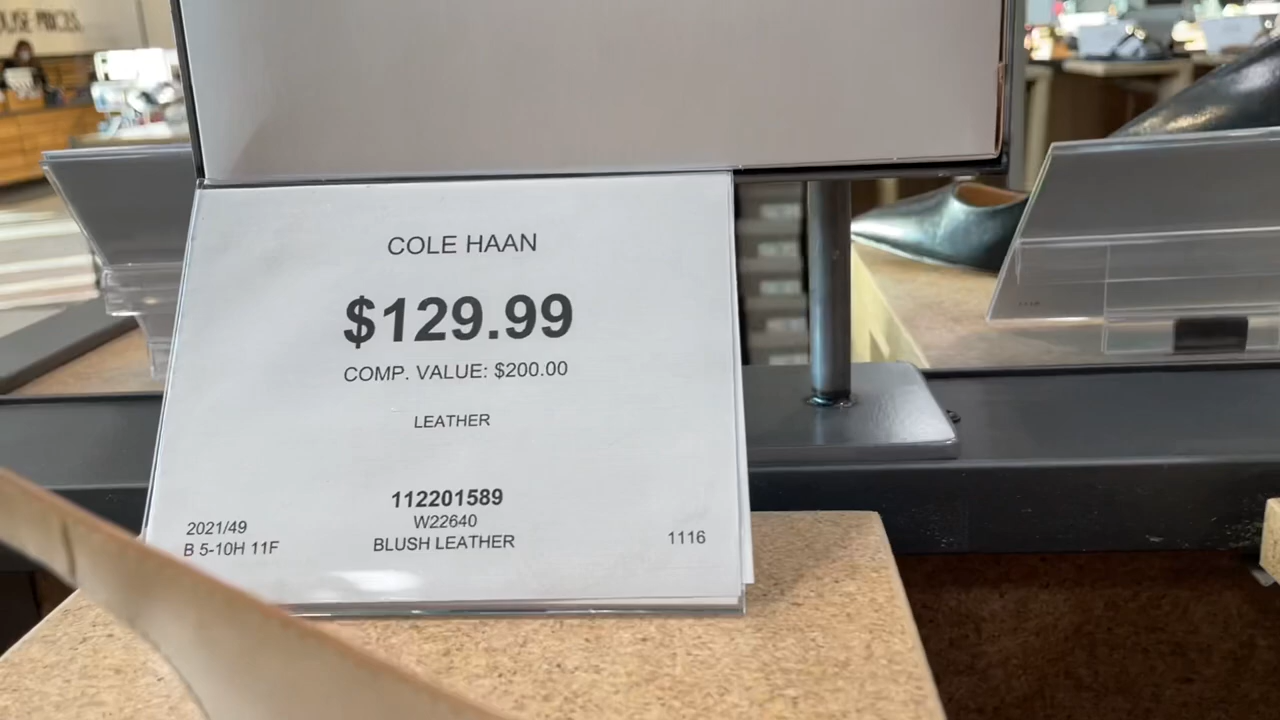 COLE HAAN
$129.99
COMP. VALUE: $200.00
LEATHER
112201589
W22640
BLUSH LEATHER
2021/49
B 5-10H 11F
1116